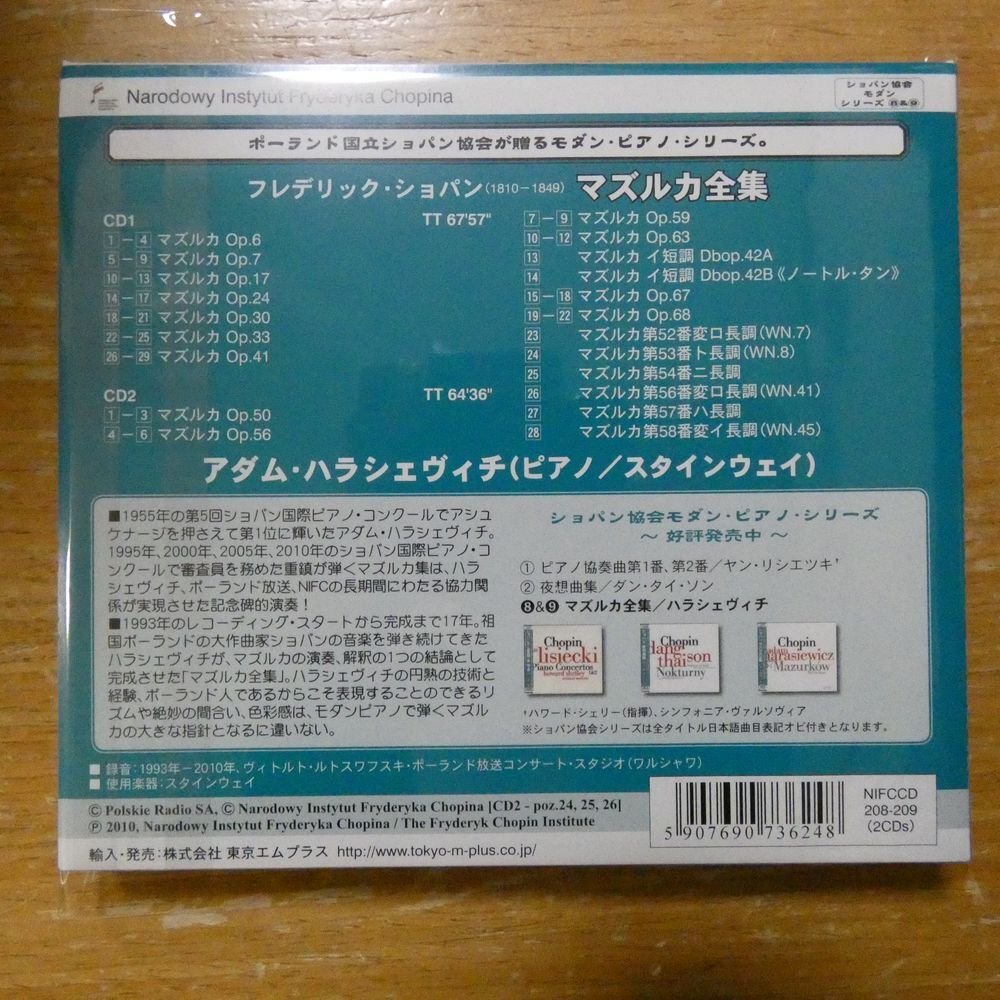 Narodowy Instytut Fryderyka Chopina
ショパン協会
モダン
シリーズ 8&9
ポーランド国立ショパン協会が贈るモダン・ピアノ・シリーズ。
フレデリック・ショパン(1810－1849) マズルカ全集
CD1 TT 67'57"
1－4 マズルカ Op.6
5－9 マズルカ Op.7
10－13 マズルカ Op.17
14－17 マズルカ Op.24
18－21 マズルカ Op.30
22－25 マズルカ Op.33
26－29 マズルカ Op.41
CD2 TT 64'36"
1－3 マズルカ Op.50
4－6 マズルカ Op.56
7－9 マズルカ Op.59
10－12 マズルカ Op.63
13 マズルカ イ短調 Dbop.42A
14 マズルカ イ短調 Dbop.42B《ノートル・タン》
15－18 マズルカ Op.67
19－22 マズルカ Op.68
23 マズルカ第52番変ロ長調(WN.7)
24 マズルカ第53番ト長調(WN.8)
25 マズルカ第54番ニ長調
26 マズルカ第56番変ロ長調(WN.41)
27 マズルカ第57番ハ長調
28 マズルカ第58番変イ長調(WN.45)
アダム・ハラシェヴィチ(ピアノ／スタインウェイ)
■1955年の第5回ショパン国際ピアノ・コンクールでアシュ
ケナージを押さえて第1位に輝いたアダム・ハラシェヴィチ。
1995年、2000年、2005年、2010年のショパン国際ピアノ・コ
ンクールで審査員を務めた重鎮が弾くマズルカ集は、ハラ
シェヴィチ、ポーランド放送、NIFCの長期間にわたる協力関
係が実現させた記念碑的演奏！
■1993年のレコーディング・スタートから完成まで17年。祖
国ポーランドの大作曲家ショパンの音楽を弾き続けてきた
ハラシェヴィチが、マズルカの演奏、解釈の1つの結論として
完成させた「マズルカ全集」。ハラシェヴィチの円熟の技術と
経験、ポーランド人であるからこそ表現することのできるリ
ズムや絶妙の間合い、色彩感は、モダンピアノで弾くマズル
カの大きな指針となるに違いない。
ショパン協会モダン・ピアノ・シリーズ
～ 好評発売中 ～
① ピアノ協奏曲第1番、第2番／ヤン・リシエツキ'
② 夜想曲集／ダン・タイ・ソン
❽&❾ マズルカ全集／ハラシェヴィチ
Chopin
lisiecki
Piano Concertos
howard shelley
Chopin
dang
thai son
Nokturny
Chopin
adam
harasiewicz
Mazurkow
'ハワード・シェリー(指揮)、シンフォニア・ヴァルソヴィア
※ショパン協会シリーズは全タイトル日本語曲目表記オビ付きとなります。
■ 録音：1993年－2010年、ヴィトルト・ルトスワフスキ・ポーランド放送コンサート・スタジオ(ワルシャワ)
■ 使用楽器：スタインウェイ
© Polskie Radio SA, © Narodowy Instytut Fryderyka Chopina [CD2 - poz.24, 25, 26]
℗ 2010, Narodowy Instytut Fryderyka Chopina / The Fryderyk Chopin Institute
輸入・発売：株式会社 東京エムプラス http://www.tokyo-m-plus.co.jp/
5 907690 736248
NIFCCD
208-209
(2CDs)